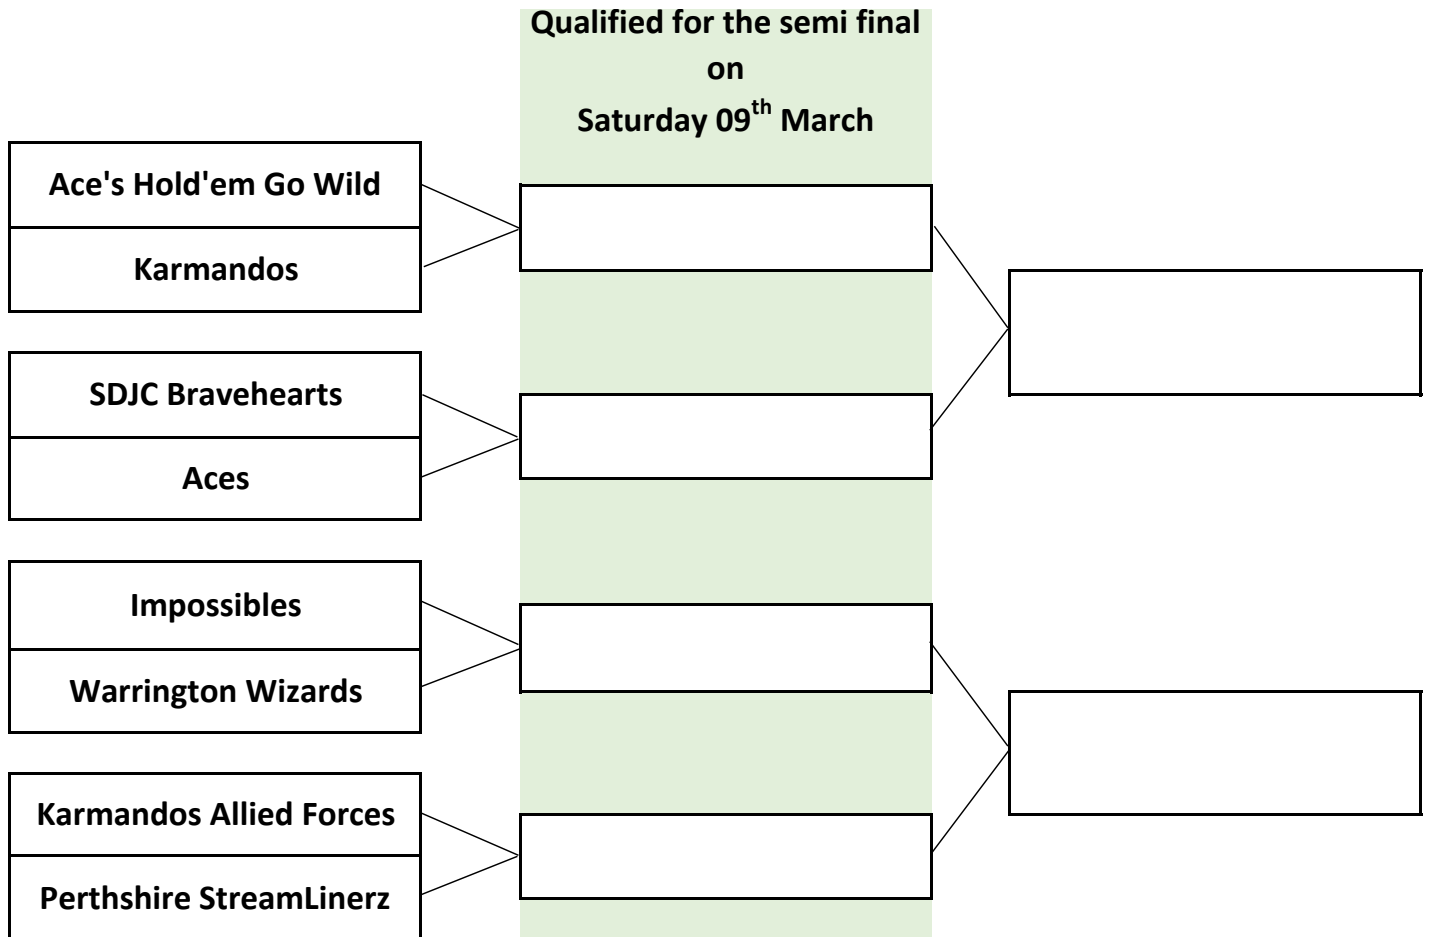 Qualified for the semi final
on
Saturday 09th March
Ace's Hold'em Go Wild
Karmandos
SDJC Bravehearts
Aces
Impossibles
Warrington Wizards
Karmandos Allied Forces
Perthshire StreamLinerz